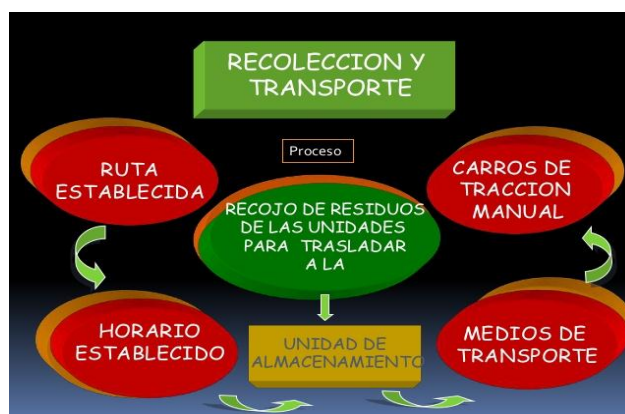 RECOLECCION Y
TRANSPORTE
Proceso
RUTA
ESTABLECIDA
CARROS DE
TRACCION
MANUAL
RECOJO DE RESIDUOS
DE LAS UNIDADES
PARA TRASLADAR
A LA
HORARIO
ESTABLECIDO
UNIDAD DE
ALMACENAMIENTO
MEDIOS DE
TRANSPORTE